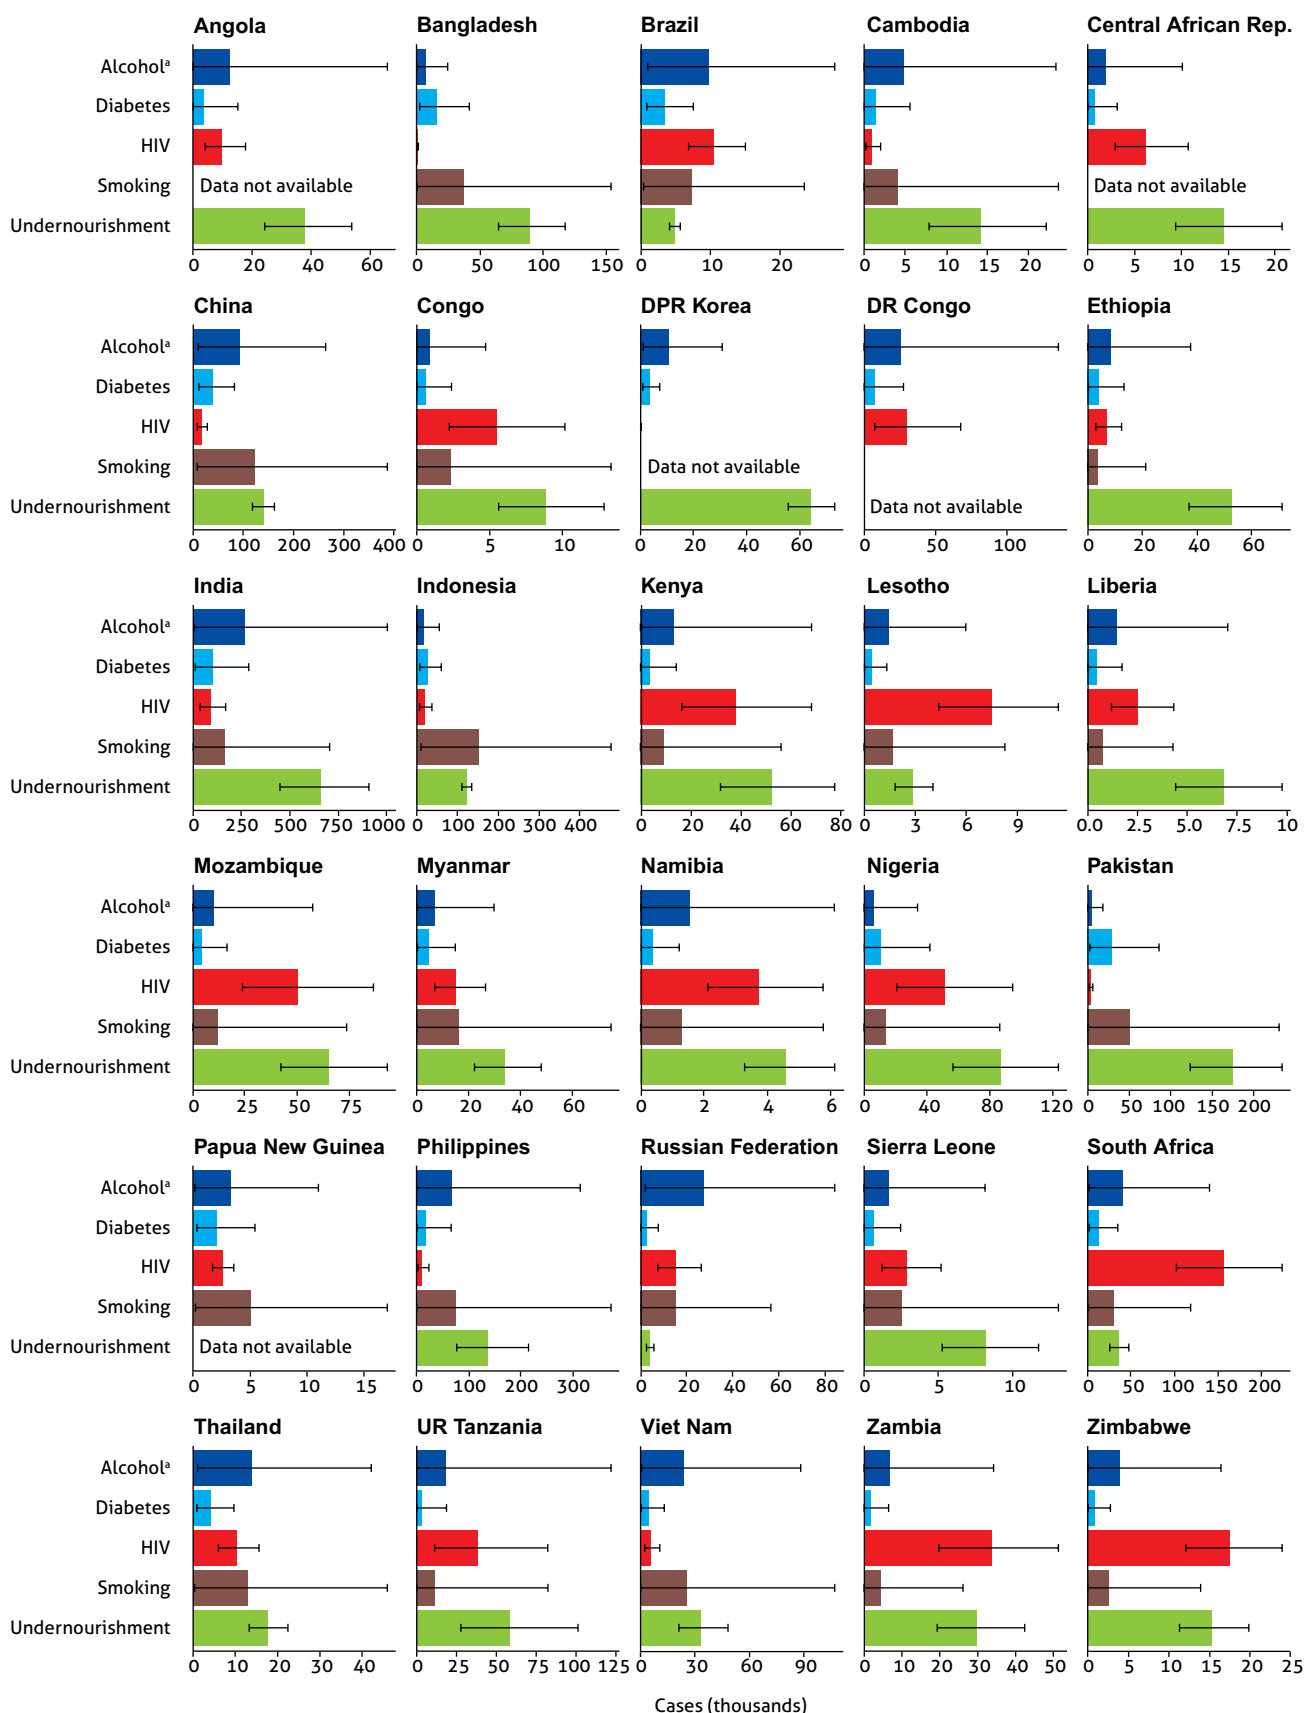 Angola Bangladesh Brazil Cambodia Central African Rep.
Alcoholᵃ
Diabetes
HIV
Smoking Data not available Data not available
Undernourishment
0 20 40 60 0 50 100 150 0 10 20 0 5 10 15 20 0 5 10 15 20
China Congo DPR Korea DR Congo Ethiopia
Alcoholᵃ
Diabetes
HIV
Smoking Data not available
Undernourishment Data not available
0 100 200 300 400 0 5 10 0 20 40 60 0 50 100 0 20 40 60
India Indonesia Kenya Lesotho Liberia
Alcoholᵃ
Diabetes
HIV
Smoking
Undernourishment
0 250 500 750 1000 0 100 200 300 400 0 20 40 60 80 0 3 6 9 0.0 2.5 5.0 7.5 10
Mozambique Myanmar Namibia Nigeria Pakistan
Alcoholᵃ
Diabetes
HIV
Smoking
Undernourishment
0 25 50 75 0 20 40 60 0 2 4 6 0 40 80 120 0 50 100 150 200
Papua New Guinea Philippines Russian Federation Sierra Leone South Africa
Alcoholᵃ
Diabetes
HIV
Smoking
Undernourishment Data not available
0 5 10 15 0 100 200 300 0 20 40 60 80 0 5 10 0 50 100 150 200
Thailand UR Tanzania Viet Nam Zambia Zimbabwe
Alcoholᵃ
Diabetes
HIV
Smoking
Undernourishment
0 10 20 30 40 0 25 50 75 100 125 0 30 60 90 0 10 20 30 40 50 0 5 10 15 20 25
Cases (thousands)